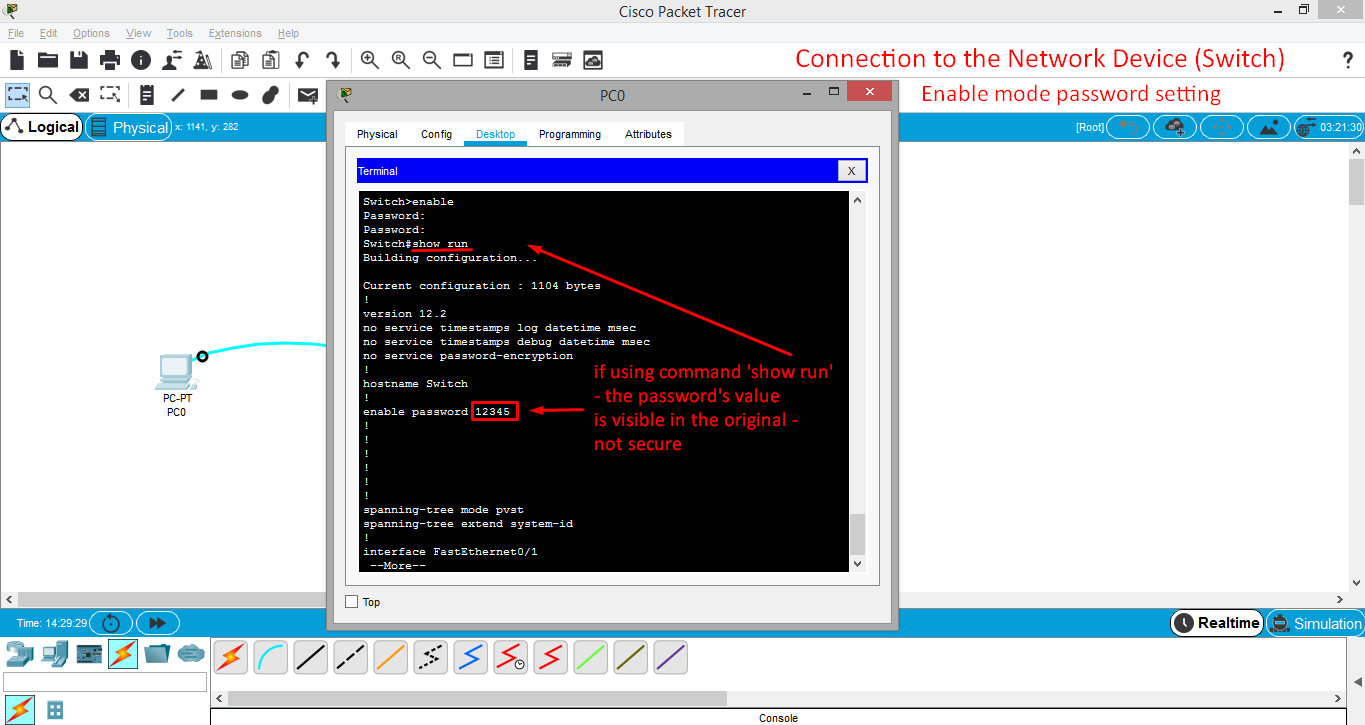 Cisco Packet Tracer
File Edit Options View Tools Extensions Help
Connection to the Network Device (Switch)
?
Enable mode password setting
PC0
Logical
Physical
x: 1141, y: 282
[Root]
03:21:30
Physical Config Desktop Programming Attributes
Terminal
X
Switch>enable
Password:
Password:
Switch#show run
Building configuration...
Current configuration : 1104 bytes
!
version 12.2
no service timestamps log datetime msec
no service timestamps debug datetime msec
no service password-encryption
!
hostname Switch
!
enable password 12345
!
!
!
!
!
!
spanning-tree mode pvst
spanning-tree extend system-id
!
interface FastEthernet0/1
--More--
if using command 'show run'
- the password's value
is visible in the original -
not secure
PC-PT
PC0
Top
Time: 14:29:29
Realtime
Simulation
Console